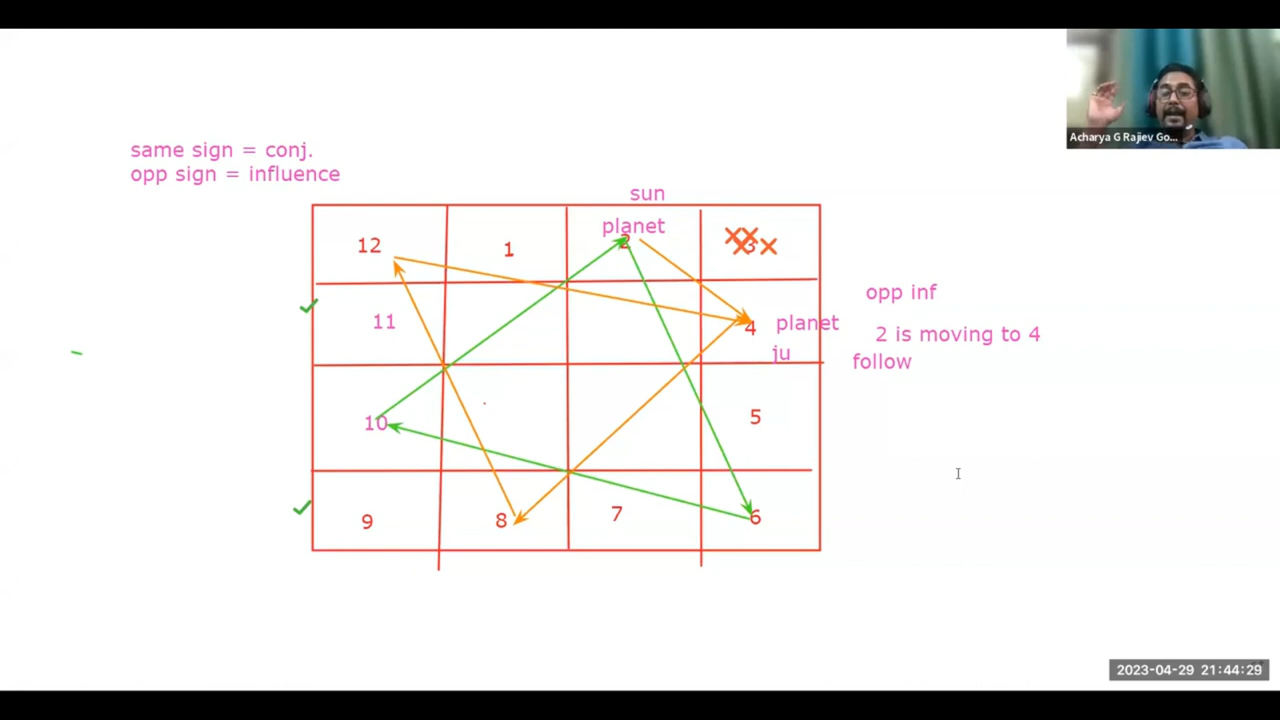 Acharya G Rajiev Go...
same sign = conj.
opp sign = influence
sun
planet
12
1
2
3
opp inf
11
4
planet
2 is moving to 4
ju
follow
10
5
9
8
7
6
2023-04-29 21:44:29